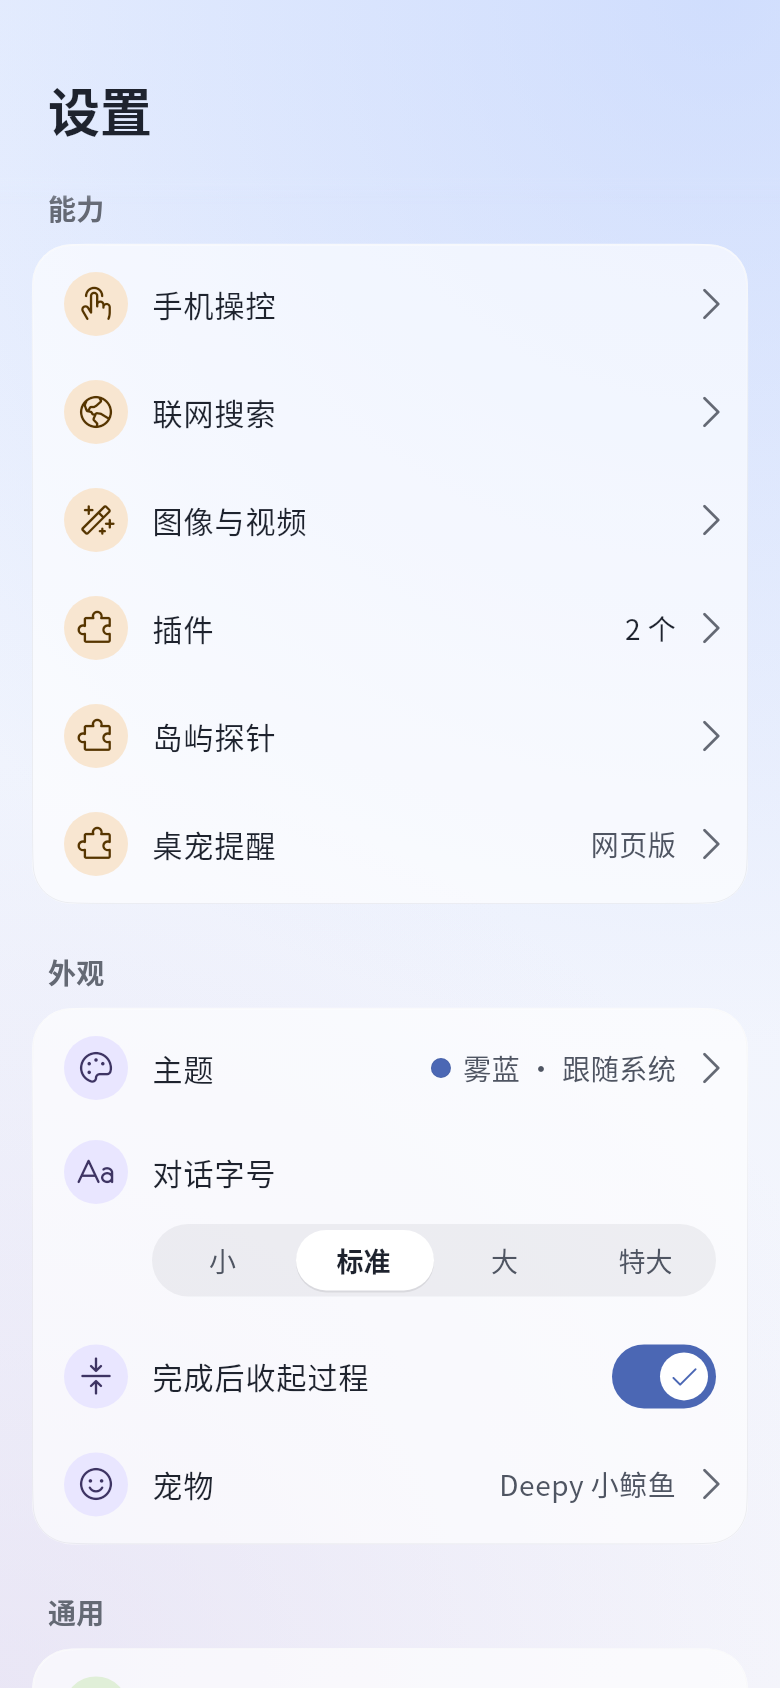 设置
能力
手机操控
联网搜索
图像与视频
插件 2 个
岛屿探针
桌宠提醒 网页版
外观
主题 雾蓝 · 跟随系统
Aa 对话字号
小 标准 大 特大
完成后收起过程
宠物 Deepy 小鲸鱼
通用